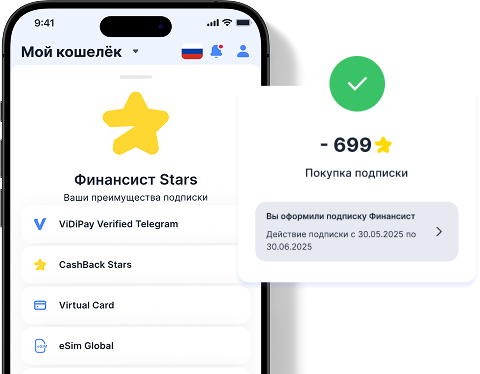 9:41
Мой кошелёк
Финансист Stars
Ваши преимущества подписки
ViDiPay Verified Telegram
CashBack Stars
Virtual Card
eSim Global
- 699
Покупка подписки
Вы оформили подписку Финансист
Действие подписки с 30.05.2025 по
30.06.2025